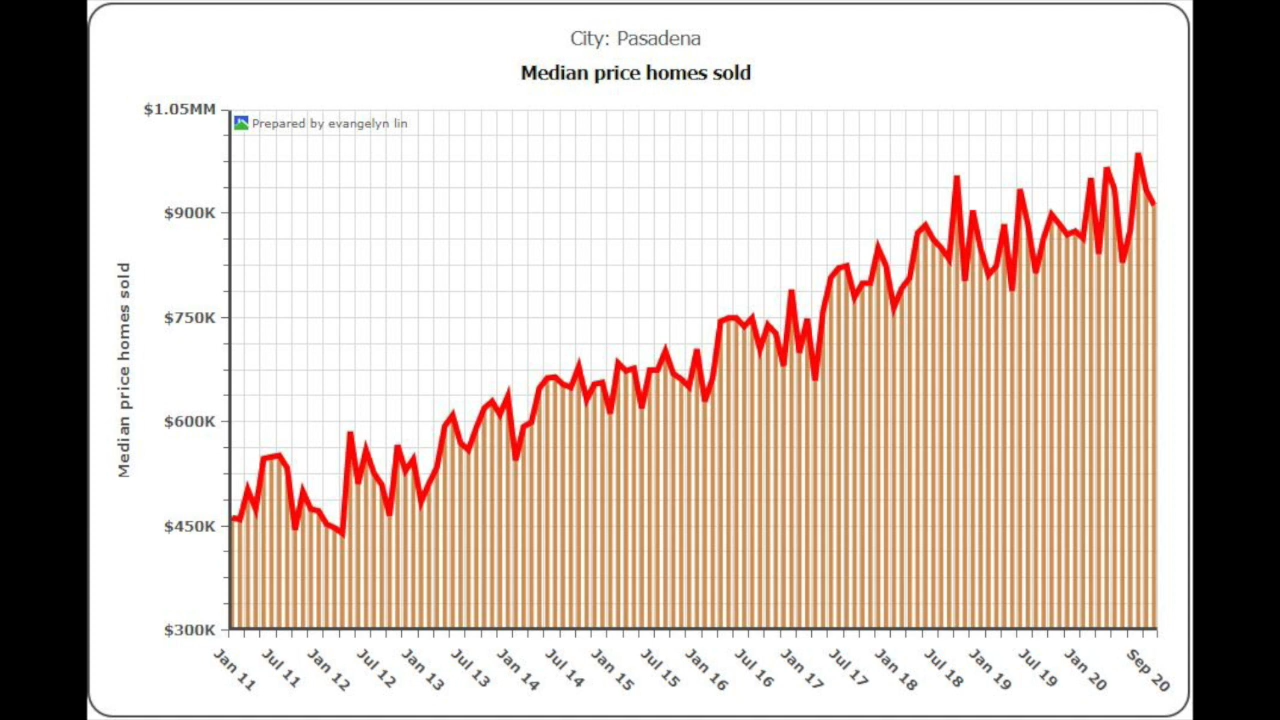 City: Pasadena
Median price homes sold
$1.05MM
Prepared by evangelyn lin
$900K
$750K
$600K
$450K
$300K
Median price homes sold
Jan 11
Jul 11
Jan 12
Jul 12
Jan 13
Jul 13
Jan 14
Jul 14
Jan 15
Jul 15
Jan 16
Jul 16
Jan 17
Jul 17
Jan 18
Jul 18
Jan 19
Jul 19
Jan 20
Sep 20